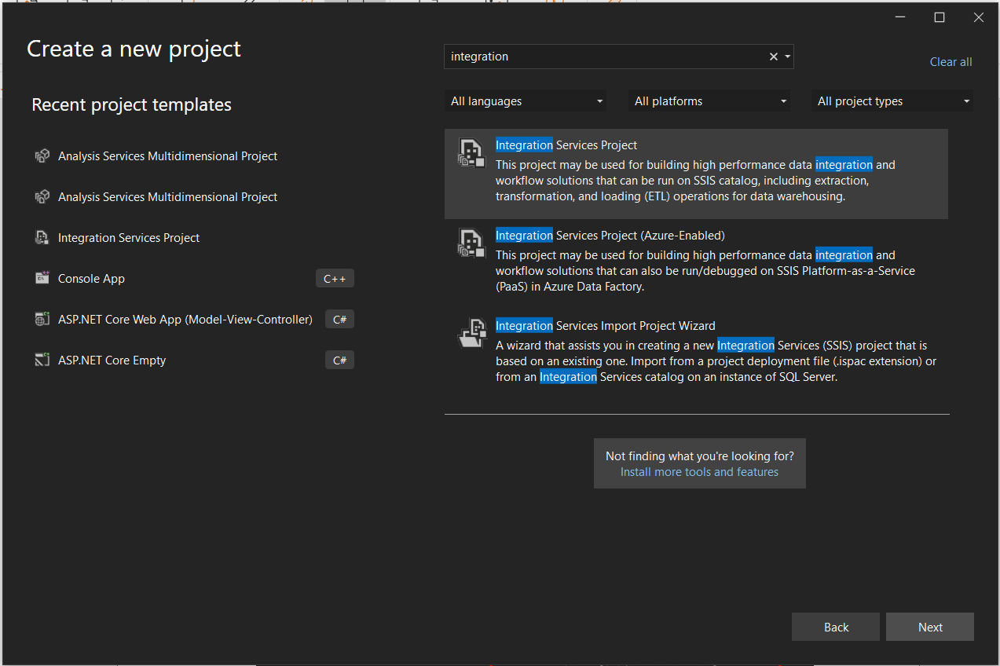 Create a new project
integration
Clear all
Recent project templates
All languages
All platforms
All project types
Analysis Services Multidimensional Project
Analysis Services Multidimensional Project
Integration Services Project
Console App
C++
ASP.NET Core Web App (Model-View-Controller)
C#
ASP.NET Core Empty
C#
Integration Services Project
This project may be used for building high performance data integration and
workflow solutions that can be run on SSIS catalog, including extraction,
transformation, and loading (ETL) operations for data warehousing.
Integration Services Project (Azure-Enabled)
This project may be used for building high performance data integration and
workflow solutions that can also be run/debugged on SSIS Platform-as-a-Service
(PaaS) in Azure Data Factory.
Integration Services Import Project Wizard
A wizard that assists you in creating a new Integration Services (SSIS) project that is
based on an existing one. Import from a project deployment file (.ispac extension) or
from an Integration Services catalog on an instance of SQL Server.
Not finding what you're looking for?
Install more tools and features
Back
Next